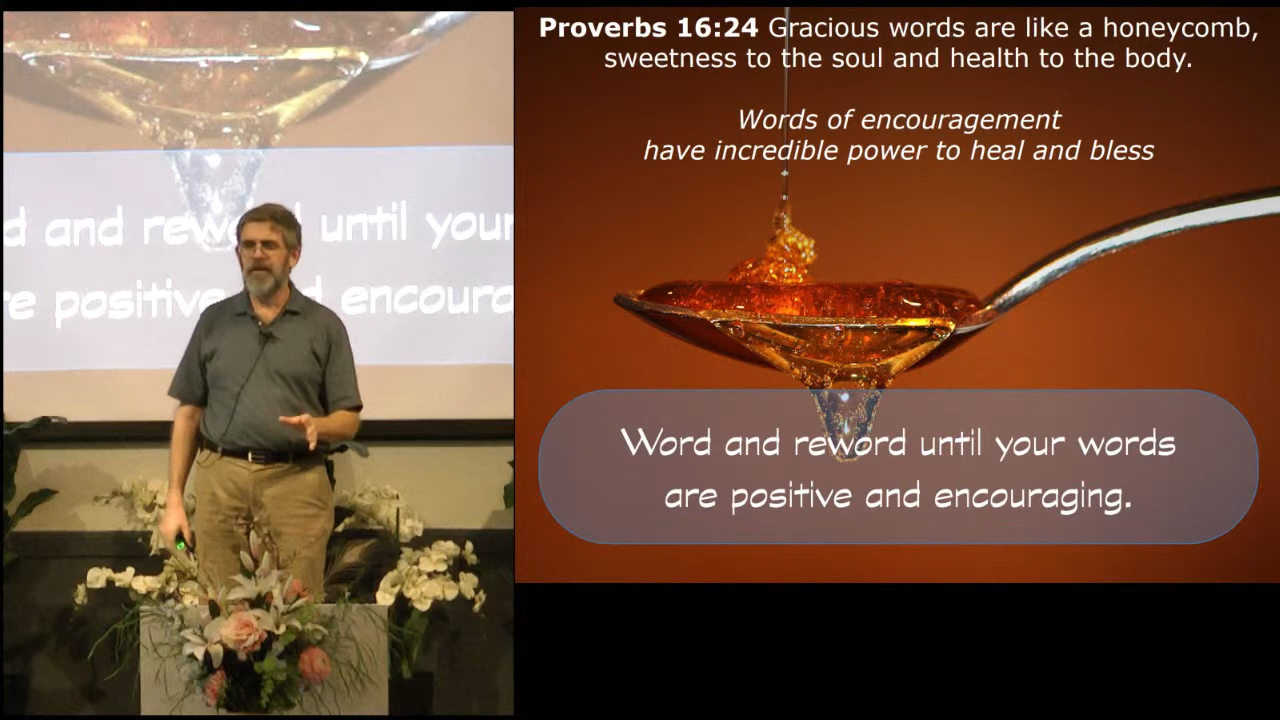 Proverbs 16:24 Gracious words are like a honeycomb,
sweetness to the soul and health to the body.
Words of encouragement
have incredible power to heal and bless
Word and reword until your words
are positive and encouraging.
d and reword until your
positive